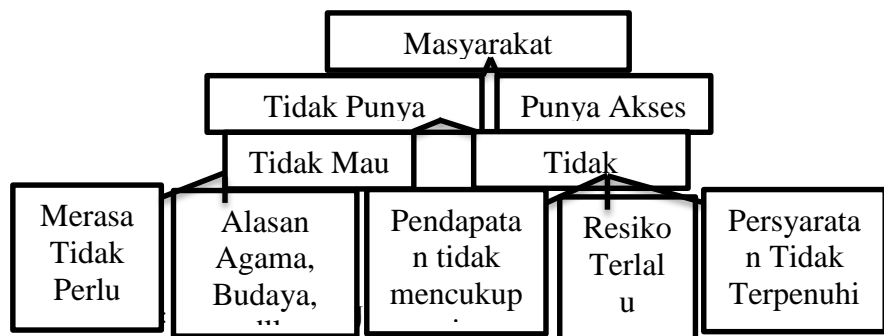 Masyarakat
Tidak Punya
Punya Akses
Tidak Mau
Tidak
Merasa
Tidak
Perlu
Alasan
Agama,
Budaya,
Pendapata
n tidak
mencukup
Resiko
Terlal
u
Persyarata
n Tidak
Terpenuhi